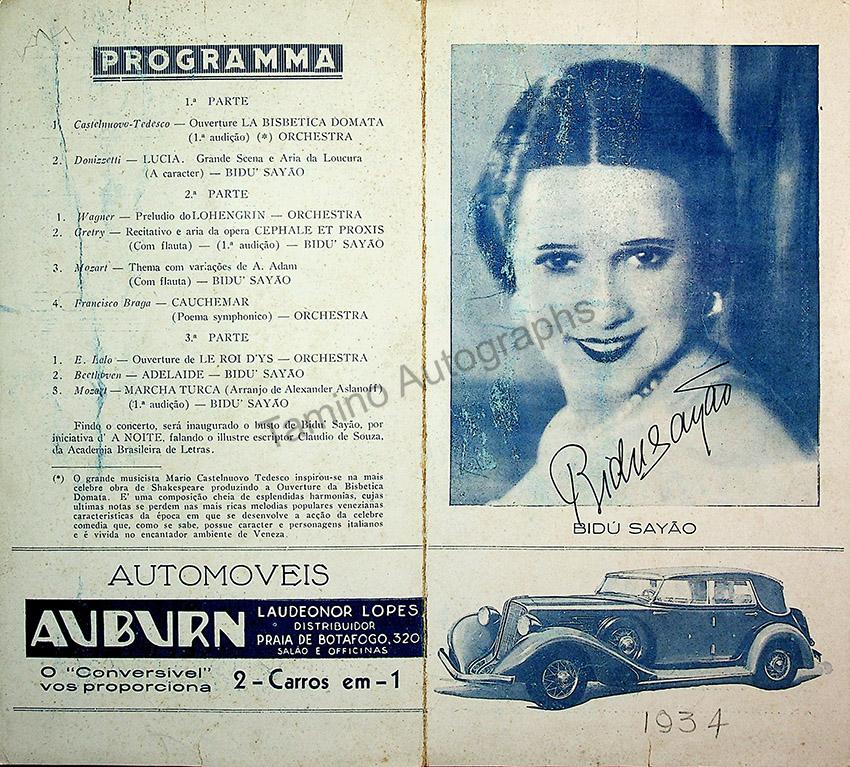 PROGRAMMA
1.ª PARTE
1. Castelnuovo-Tedesco — Ouverture LA BISBETICA DOMATA
(1.ª audição) (*) ORCHESTRA
2. Donizzetti — LUCIA. Grande Scena e Aria da Loucura
(A caracter) — BIDU' SAYÃO
2.ª PARTE
1. Wagner — Preludio do LOHENGRIN — ORCHESTRA
2. Gretry — Recitativo e aria da opera CEPHALE ET PROXIS
(Com flauta) — (1.ª audição) — BIDU' SAYÃO
3. Mozart — Thema com variações de A. Adam
(Com flauta) — BIDU' SAYÃO
4. Francisco Braga — CAUCHEMAR
(Poema symphonico) — ORCHESTRA
3.ª PARTE
1. E. Lalo — Ouverture de LE ROI D'YS — ORCHESTRA
2. Beethoven — ADELAIDE — BIDU' SAYÃO
3. Mozart — MARCHA TURCA (Arranjo de Alexander Aslanoff)
(1.ª audição) — BIDU' SAYÃO
Findo o concerto, será inaugurado o busto de Bidu' Sayão, por
iniciativa d' A NOITE, falando o illustre escriptor Claudio de Souza,
da Academia Brasileira de Letras.
(*) O grande musicista Mario Castelnuovo Tedesco inspirou-se na mais
celebre obra de Shakespeare produzindo a Ouverture da Bisbetica
Domata. E' uma composição cheia de esplendidas harmonias, cujas
ultimas notas se perdem nas mais ricas melodias populares venezianas
caracteristicas da época em que se desenvolve a acção da celebre
comedia que, como se sabe, possue caracter e personagens italianos
e é vivida no encantador ambiente de Veneza.
AUTOMOVEIS
AUBURN
LAUDEONOR LOPES
DISTRIBUIDOR
PRAIA DE BOTAFOGO, 320
SALÃO E OFFICINAS
O "Conversivel"
vos proporciona
2 - Carros em - 1
Bidu Sayão
BIDÚ SAYÃO
1934
Tamino Autographs